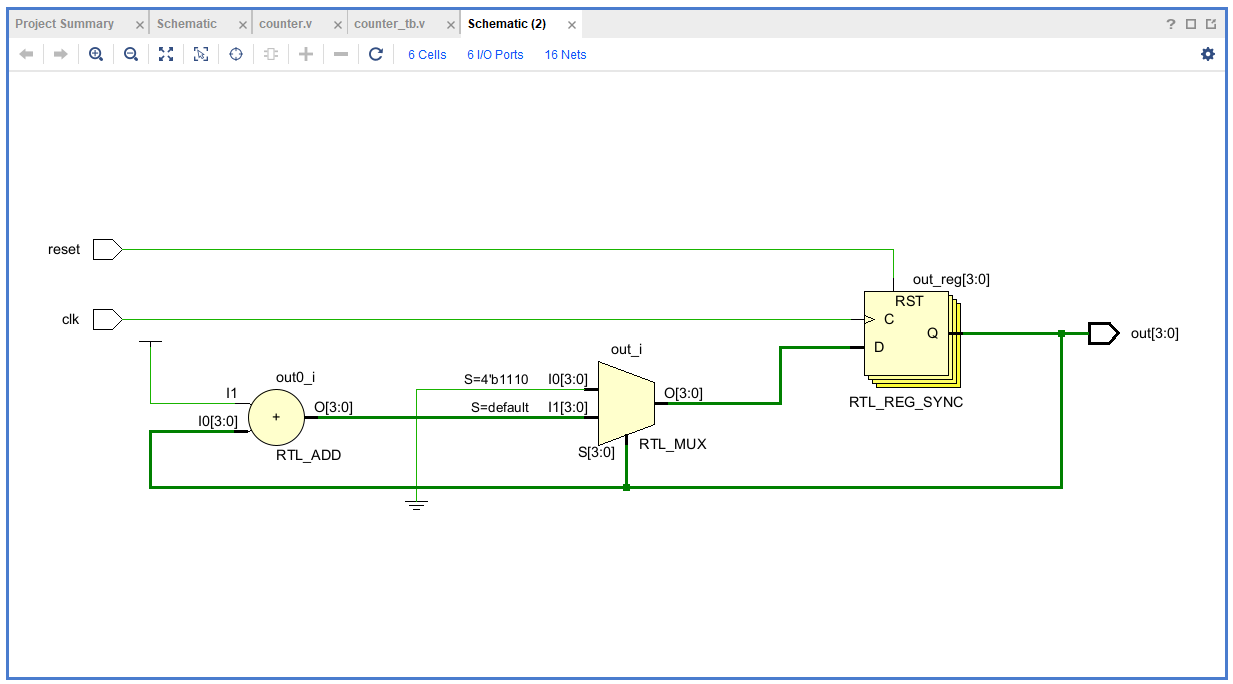 Project Summary × Schematic × counter.v × counter_tb.v × Schematic (2) × ?
6 Cells 6 I/O Ports 16 Nets
reset
out_reg[3:0]
RST
clk
C
Q
out[3:0]
D
out_i
out0_i
S=4'b1110 I0[3:0]
I1
O[3:0]
O[3:0]
S=default I1[3:0]
RTL_REG_SYNC
I0[3:0]
+
RTL_MUX
S[3:0]
RTL_ADD